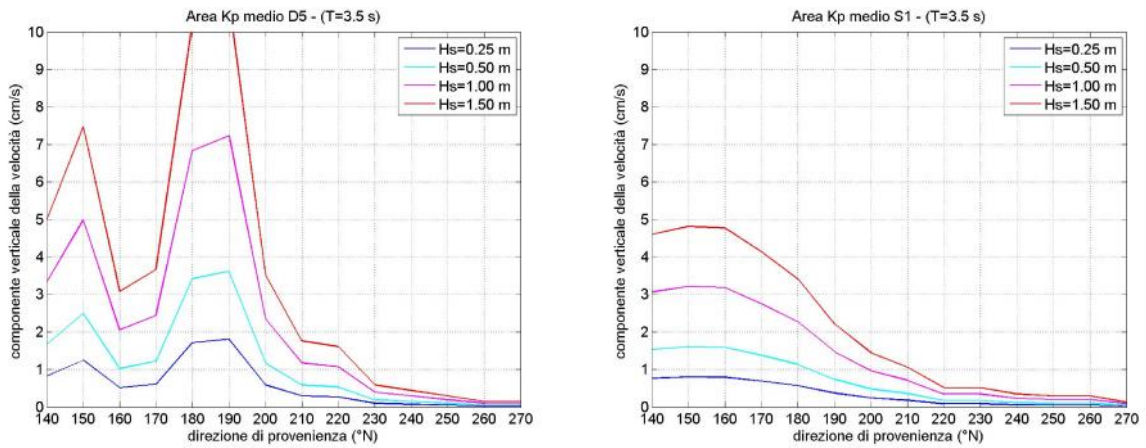 Area Kp medio D5 - (T=3.5 s)
componente verticale della velocità (cm/s)
10
9
8
7
6
5
4
3
2
1
0
Hs=0.25 m
Hs=0.50 m
Hs=1.00 m
Hs=1.50 m
140 150 160 170 180 190 200 210 220 230 240 250 260 270
direzione di provenienza (°N)
Area Kp medio S1 - (T=3.5 s)
componente verticale della velocità (cm/s)
10
9
8
7
6
5
4
3
2
1
0
Hs=0.25 m
Hs=0.50 m
Hs=1.00 m
Hs=1.50 m
140 150 160 170 180 190 200 210 220 230 240 250 260 270
direzione di provenienza (°N)